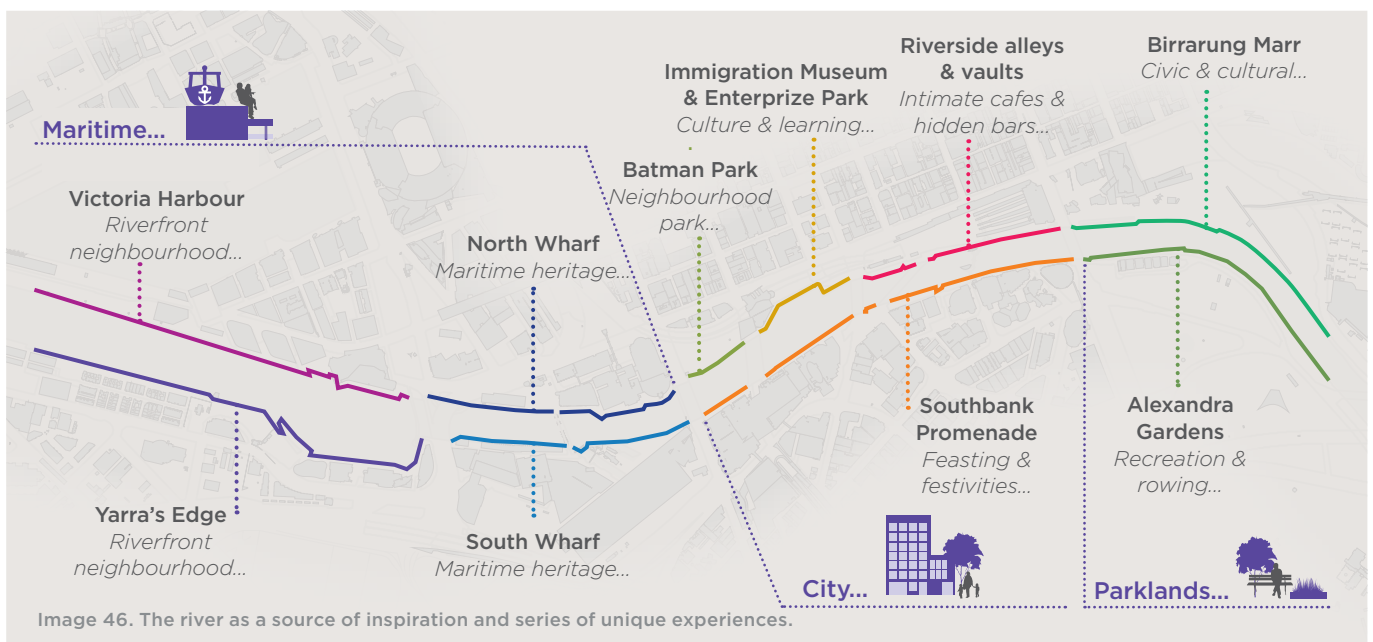 Maritime...
Victoria Harbour
Riverfront
neighbourhood...
North Wharf
Maritime heritage...
Batman Park
Neighbourhood
park...
Immigration Museum
& Enterprize Park
Culture & learning...
Riverside alleys
& vaults
Intimate cafes &
hidden bars...
Birrarung Marr
Civic & cultural...
Yarra's Edge
Riverfront
neighbourhood...
South Wharf
Maritime heritage...
Southbank
Promenade
Feasting &
festivities...
Alexandra
Gardens
Recreation &
rowing...
City...
Parklands...
Image 46. The river as a source of inspiration and series of unique experiences.